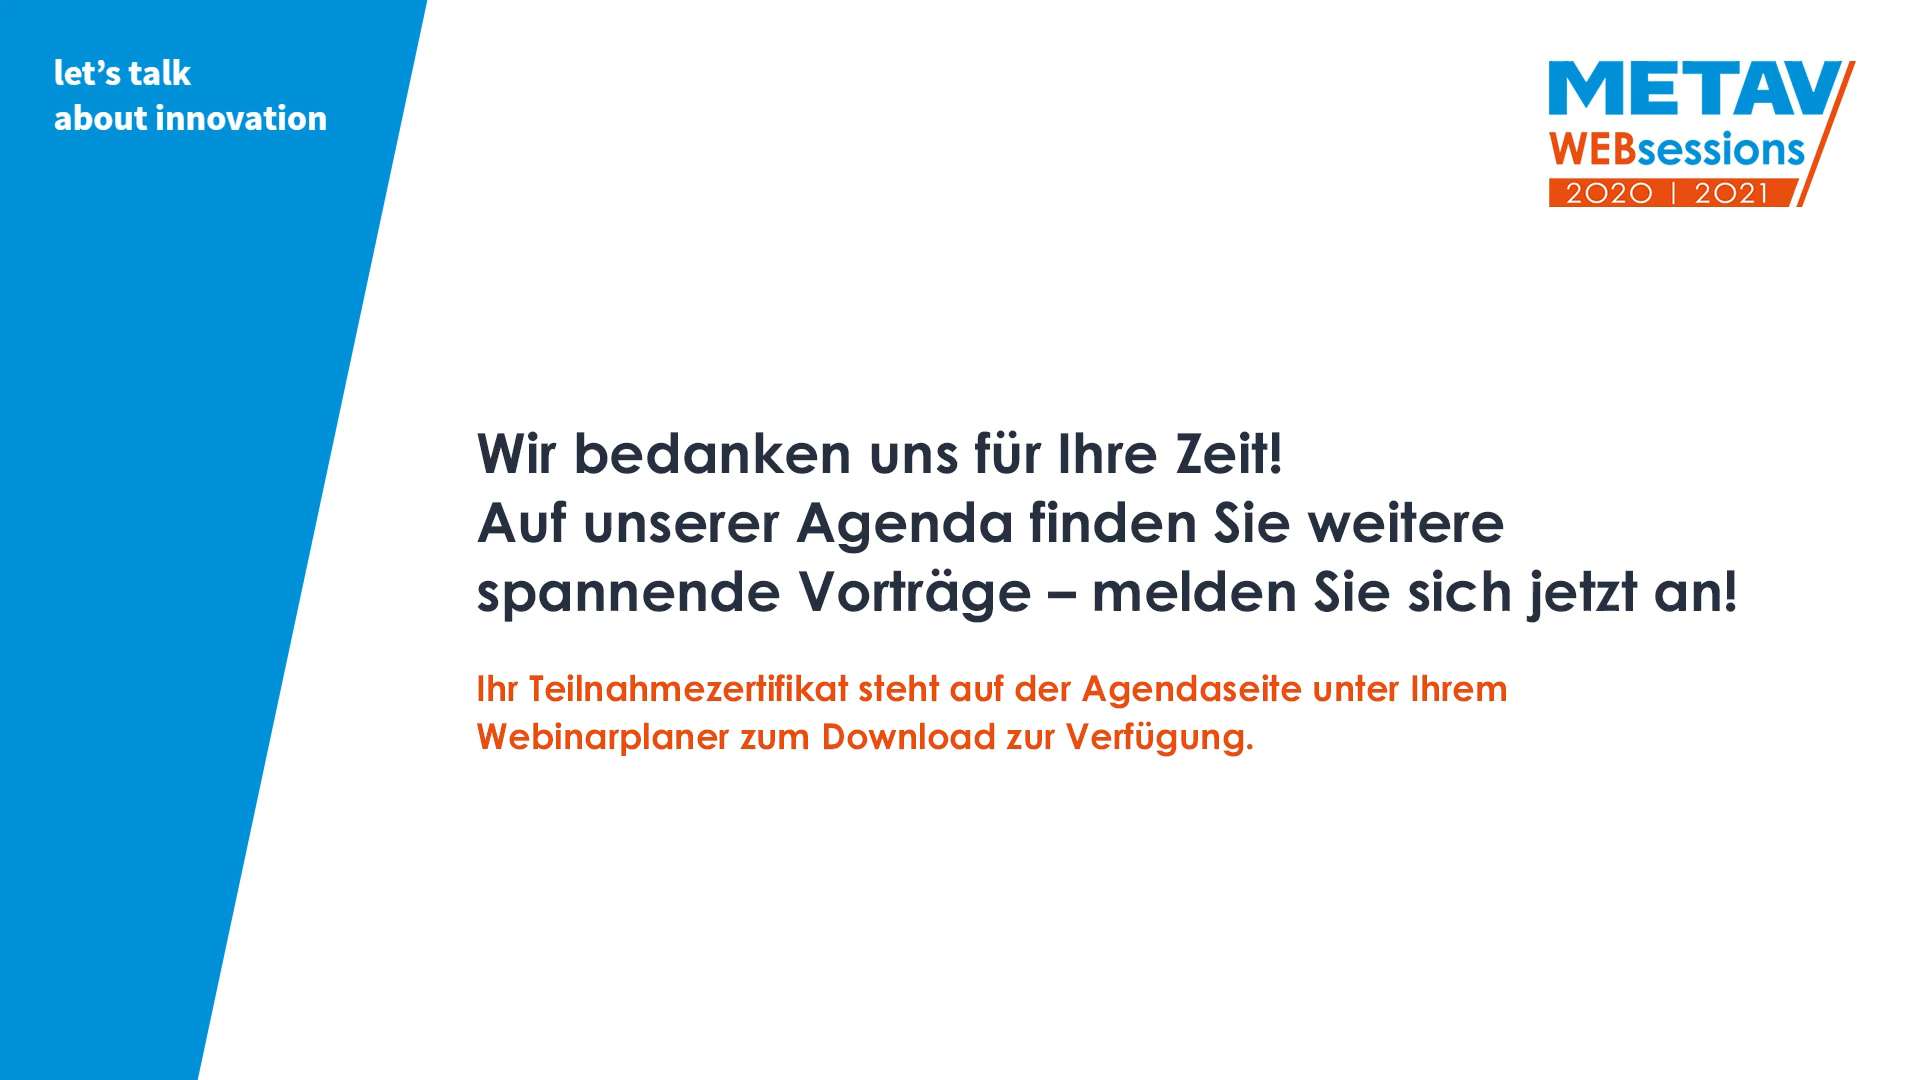 let’s talk
about innovation
METAV
WEBsessions
2020 | 2021
Wir bedanken uns für Ihre Zeit!
Auf unserer Agenda finden Sie weitere
spannende Vorträge – melden Sie sich jetzt an!
Ihr Teilnahmezertifikat steht auf der Agendaseite unter Ihrem
Webinarplaner zum Download zur Verfügung.